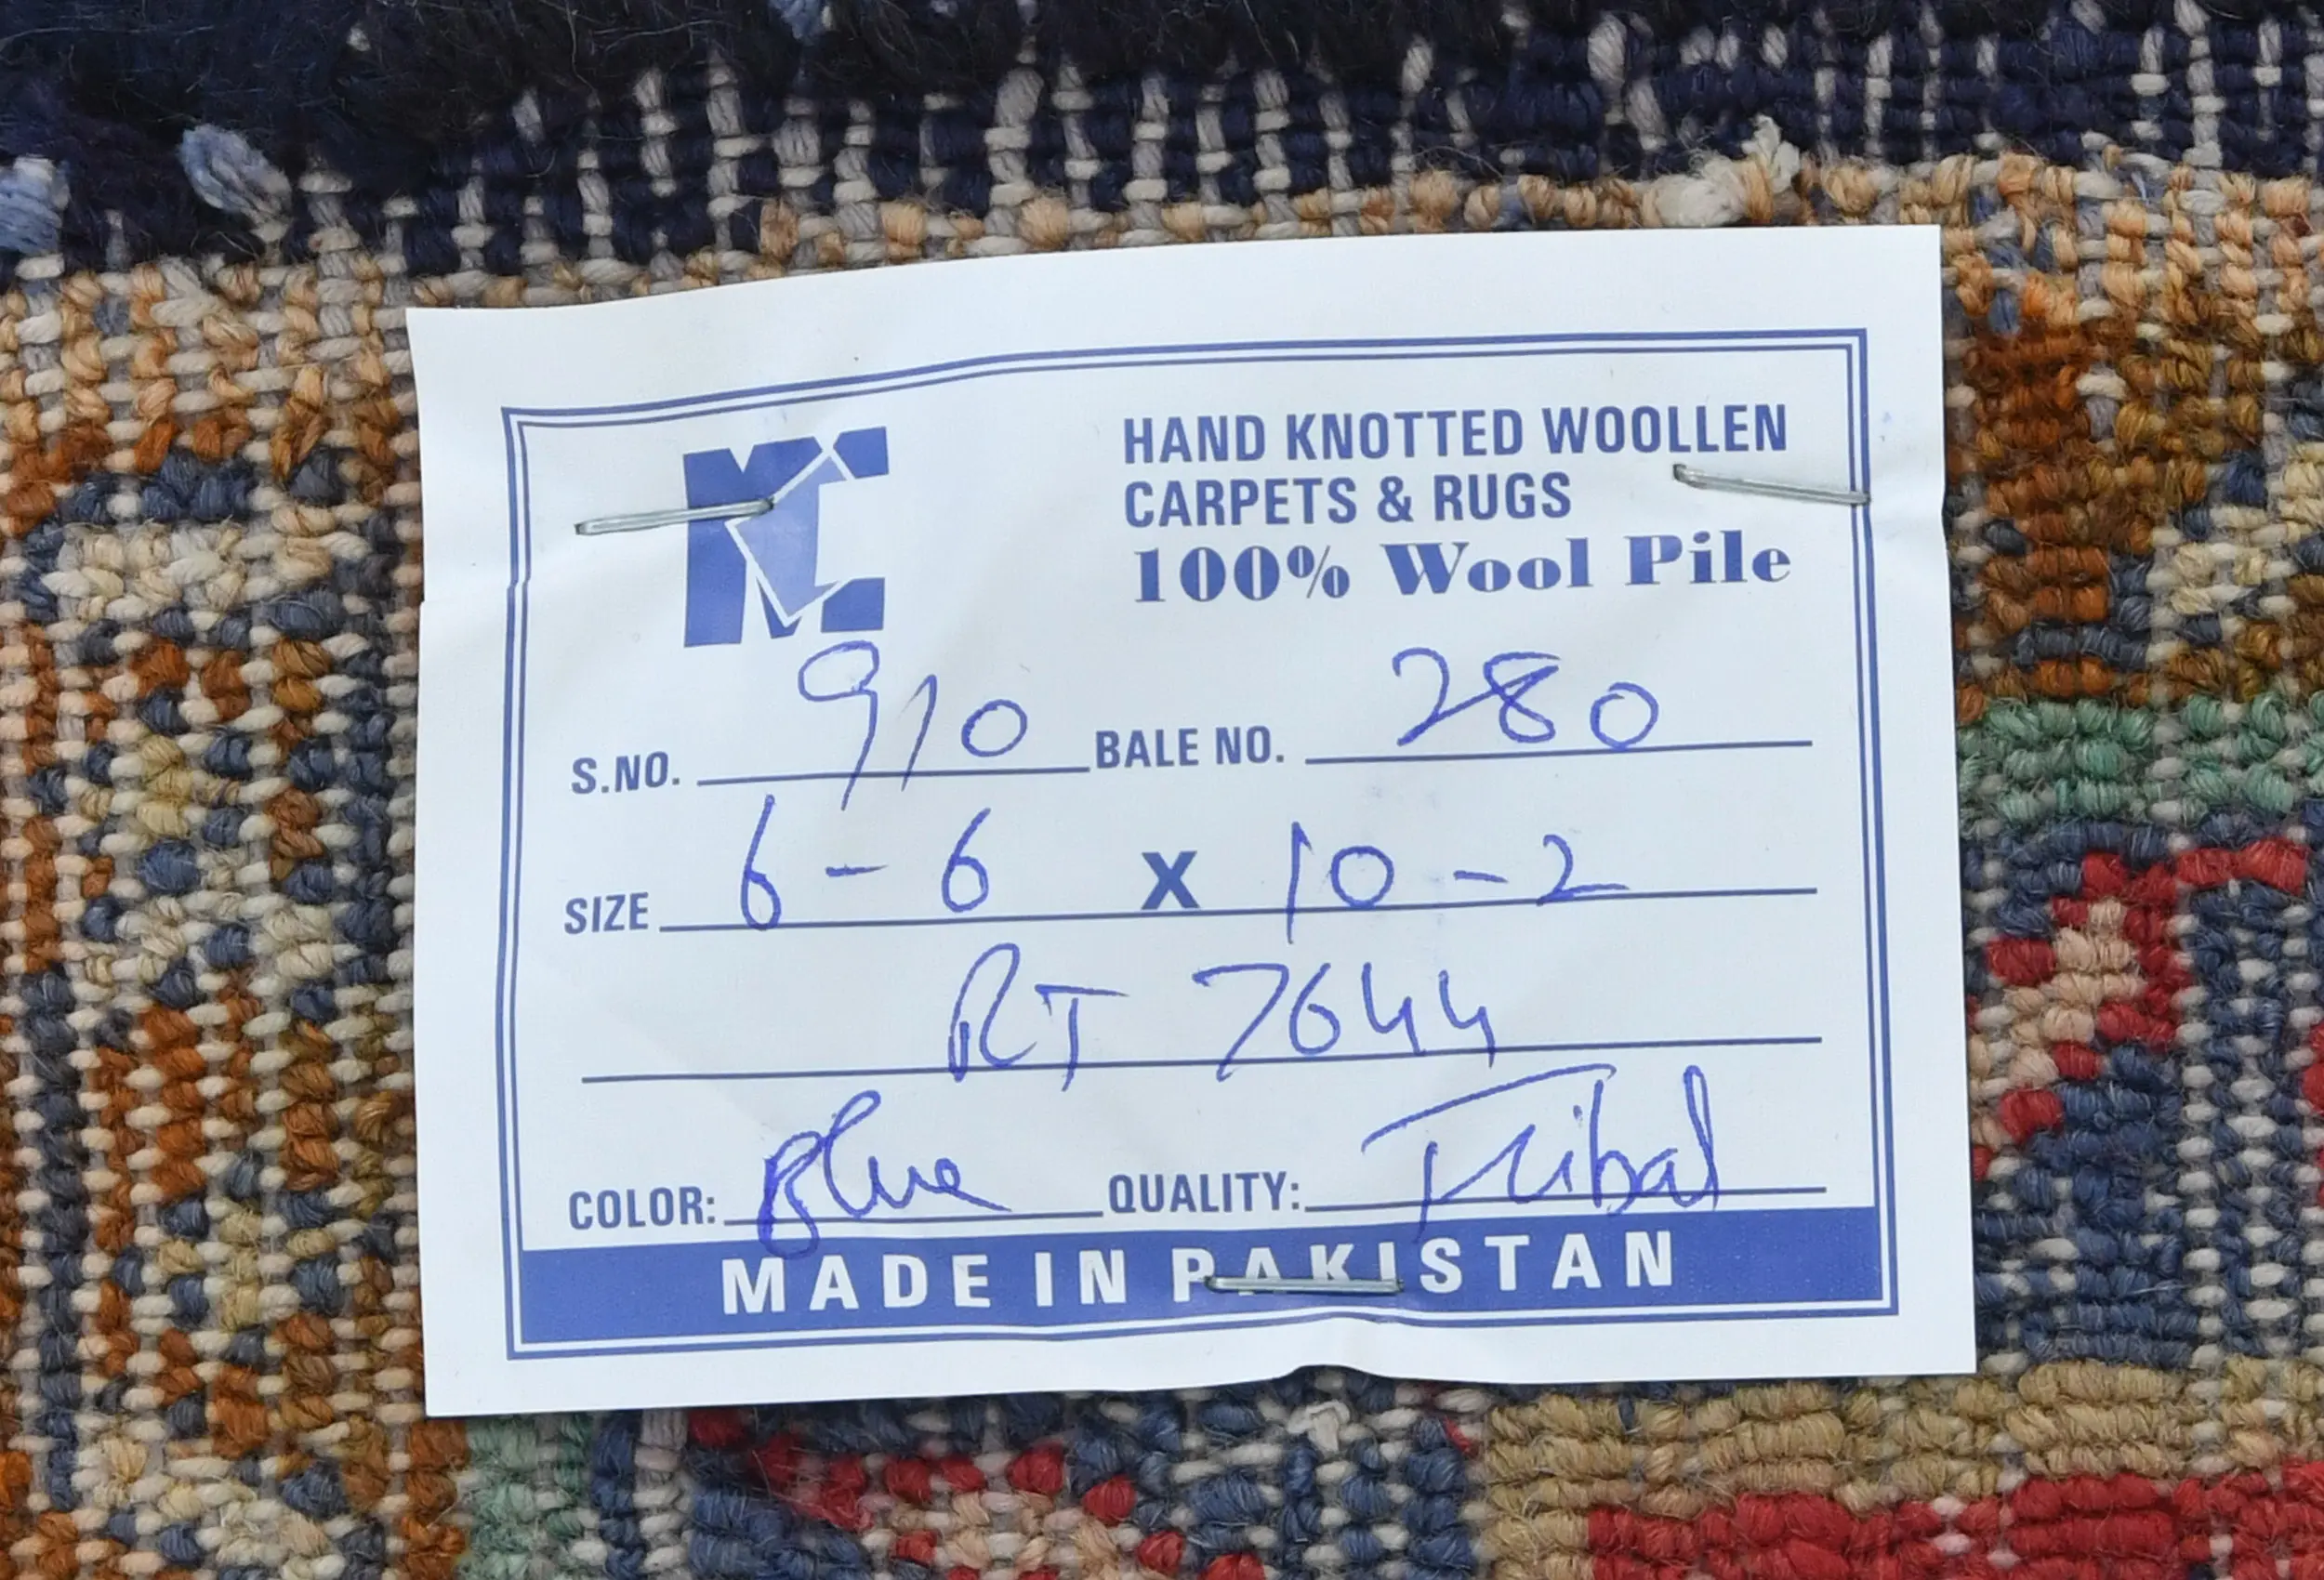 HAND KNOTTED WOOLLEN
CARPETS & RUGS
100% Wool Pile
S.NO. 910 BALE NO. 280
SIZE 6-6 X 10-2
RT 7644
COLOR: Blue QUALITY: Tribal
MADE IN PAKISTAN